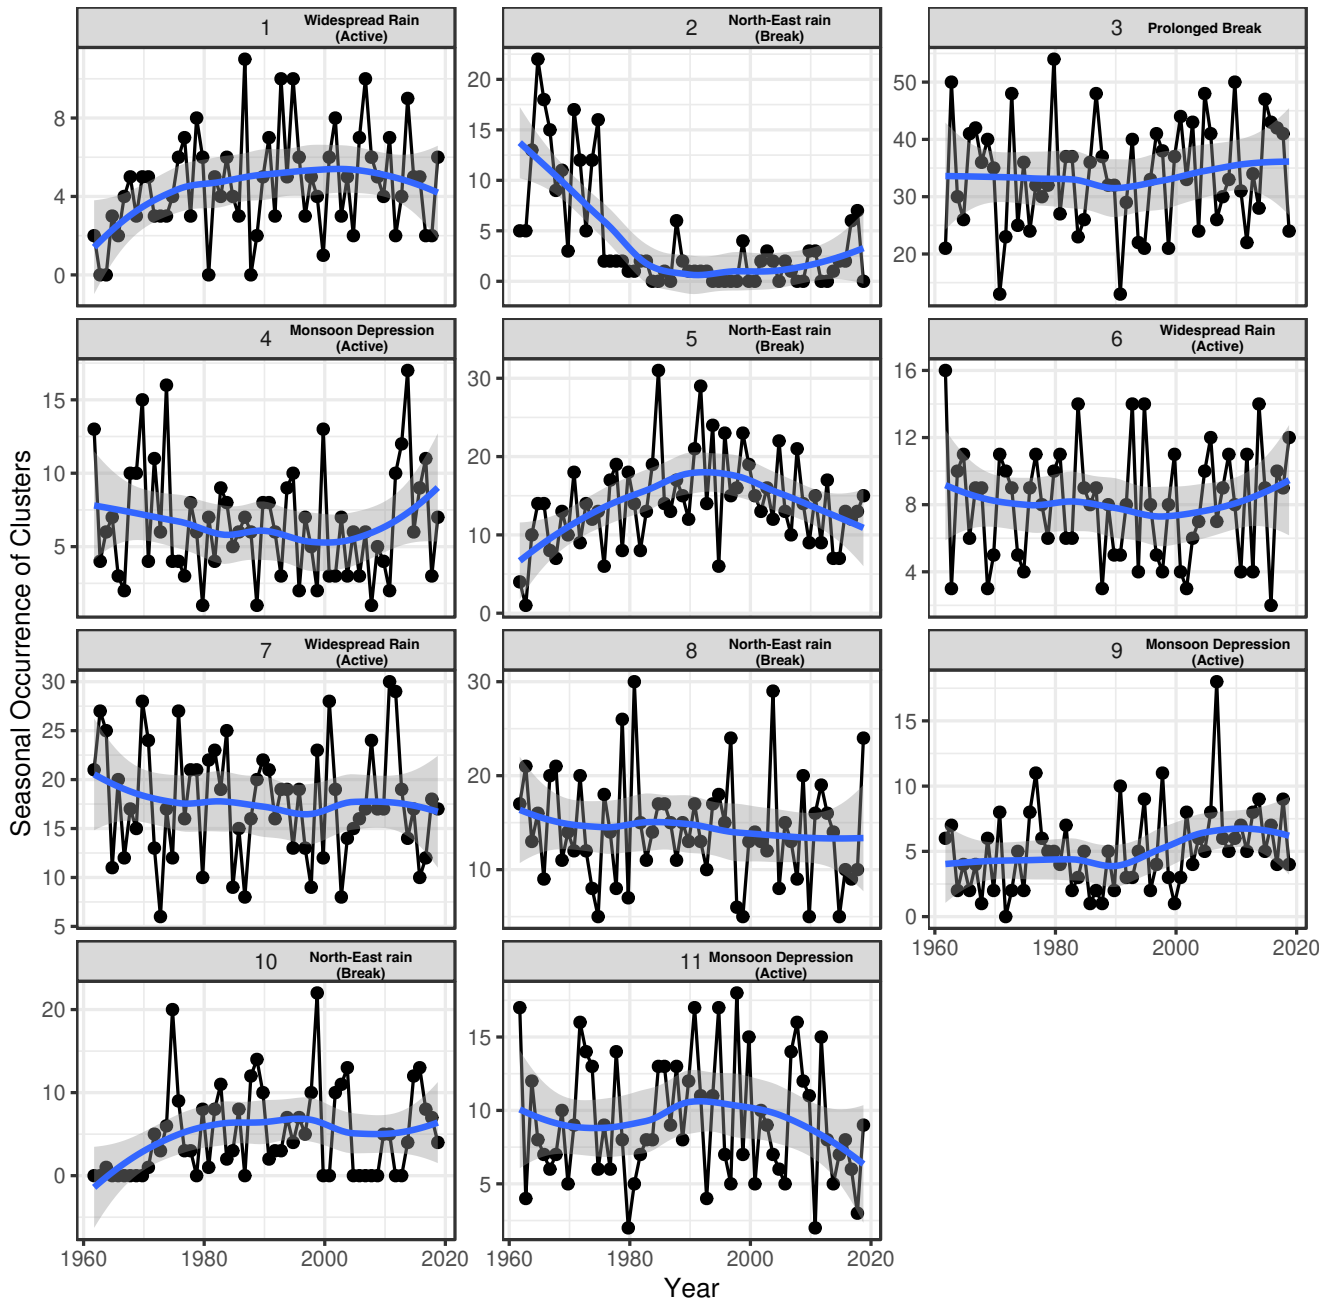 1 Widespread Rain
(Active)
2 North-East rain
(Break)
3 Prolonged Break
8
4
0
20
15
10
5
0
50
40
30
20
4 Monsoon Depression
(Active)
5 North-East rain
(Break)
6 Widespread Rain
(Active)
15
10
5
30
20
10
0
16
12
8
4
Seasonal Occurrence of Clusters
7 Widespread Rain
(Active)
8 North-East rain
(Break)
9 Monsoon Depression
(Active)
30
25
20
15
10
5
30
20
10
15
10
5
0
1960 1980 2000 2020
10 North-East rain
(Break)
11 Monsoon Depression
(Active)
20
10
0
15
10
5
1960 1980 2000 2020
1960 1980 2000 2020
Year